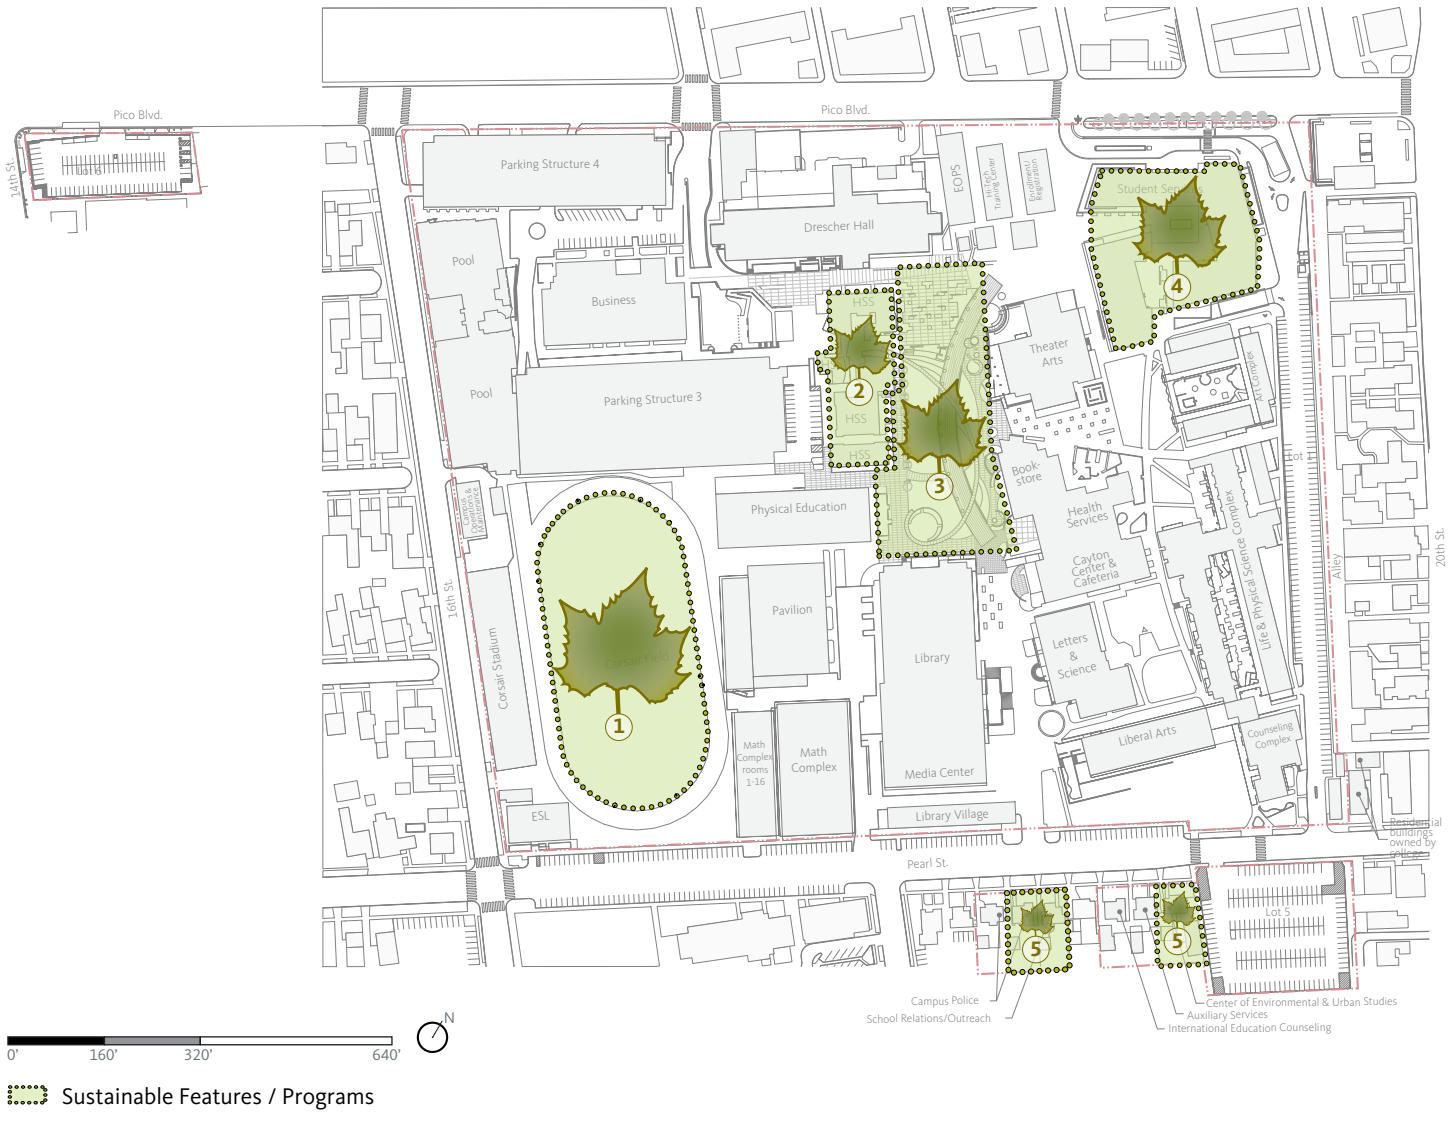 Pico Blvd.
Pico Blvd.
14th St.
Lot 6
Parking Structure 4
EOPS
Hi-Tech
Training Center
Enrollment/
Registration
Student Services
Drescher Hall
Pool
Business
HSS
4
Theater
Arts
Art Complex
Pool
Parking Structure 3
2
HSS
HSS
3
Book-
store
Lot 1
Campus
Operations &
Maintenance
Physical Education
Health
Services
Life & Physical Science Complex
Cayton
Center &
Cafeteria
Alley
20th St.
16th St.
Pavilion
Corsair Stadium
Corsair Field
Library
Letters
&
Science
1
Math
Complex
rooms
1-16
Math
Complex
Media Center
Liberal Arts
Counseling
Complex
ESL
Library Village
Residential
buildings
owned by
college
Pearl St.
5
5
Lot 5
Campus Police
School Relations/Outreach
Center of Environmental & Urban Studies
Auxiliary Services
International Education Counseling
N
0'
160'
320'
640'
Sustainable Features / Programs